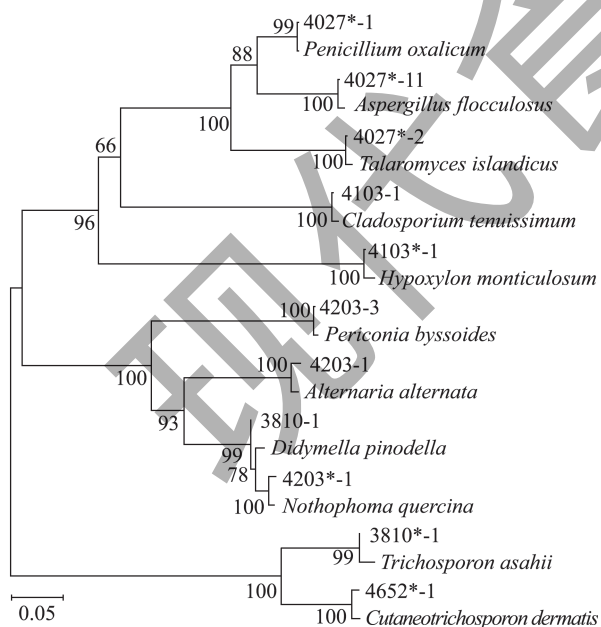 99 4027*-1
Penicillium oxalicum
88
4027*-11
100 Aspergillus flocculosus
100
4027*-2
100 Talaromyces islandicus
66
4103-1
100 Cladosporium tenuissimum
96
4103*-1
100 Hypoxylon monticulosum
100 4203-3
Periconia byssoides
100
100 4203-1
Alternaria alternata
93
3810-1
99 Didymella pinodella
78
4203*-1
100 Nothophoma quercina
3810*-1
99 Trichosporon asahii
100
4652*-1
100 Cutaneotrichosporon dermatis
0.05
现代食